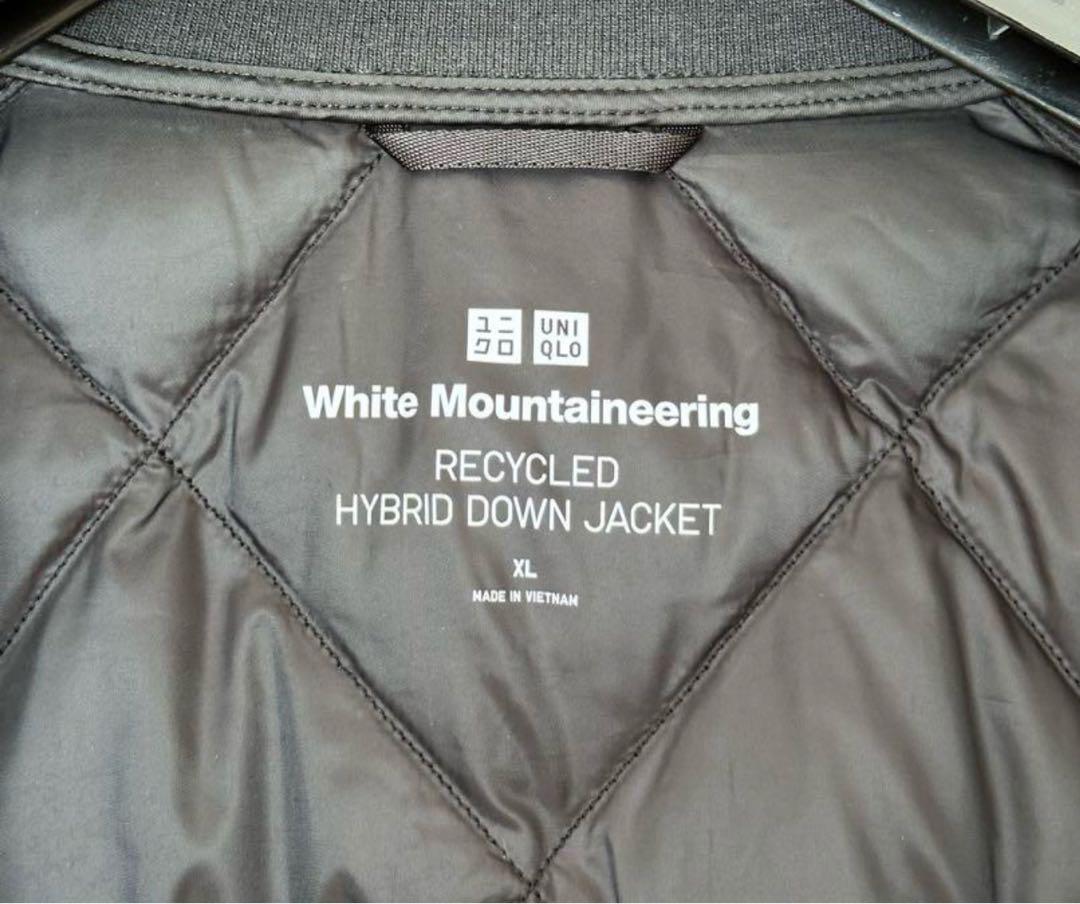 ユニ UNI
クロ QLO
White Mountaineering
RECYCLED
HYBRID DOWN JACKET
XL
MADE IN VIETNAM